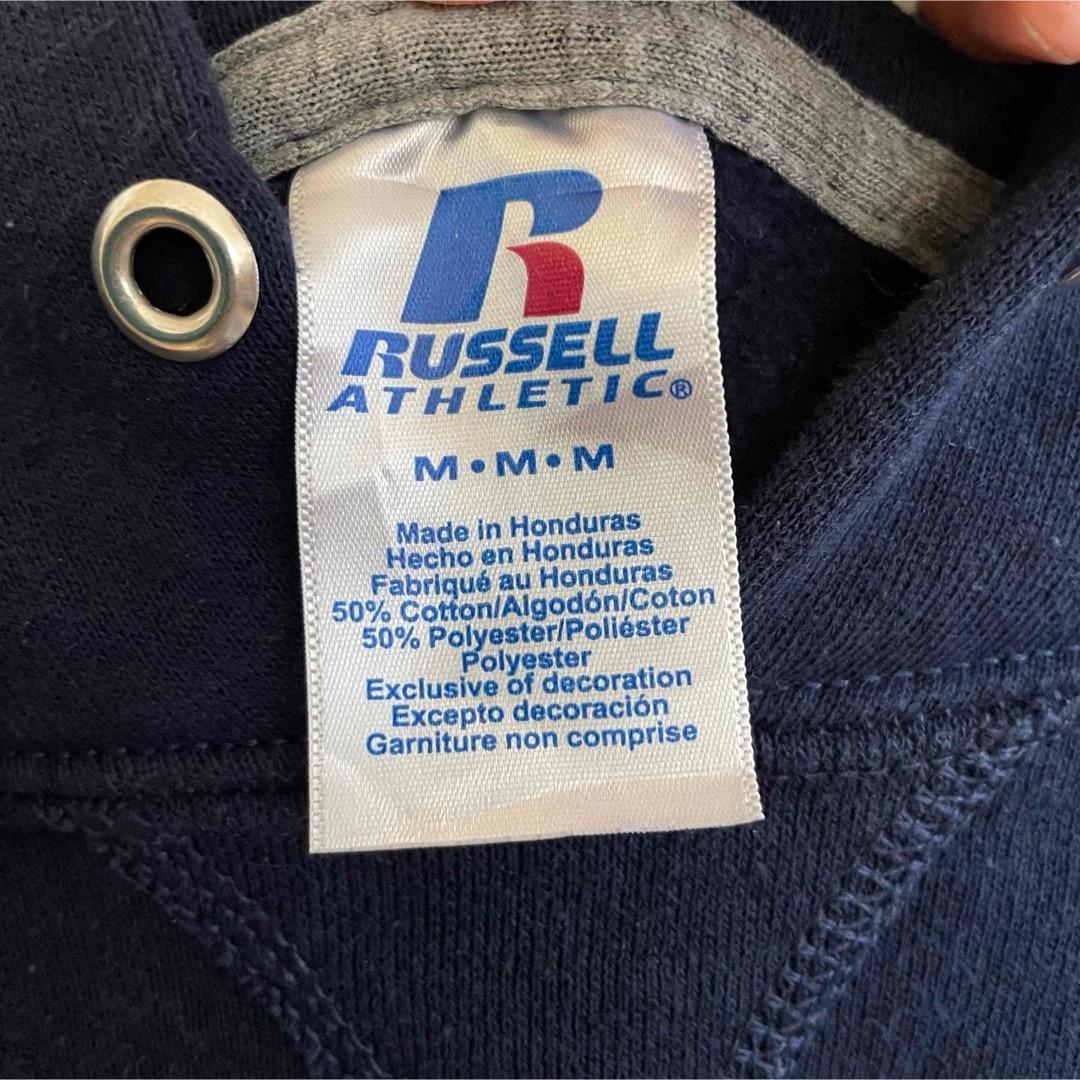 R
RUSSELL
ATHLETIC®
M•M•M
Made in Honduras
Hecho en Honduras
Fabriqué au Honduras
50% Cotton/Algodón/Coton
50% Polyester/Poliéster
Polyester
Exclusive of decoration
Excepto decoración
Garniture non comprise